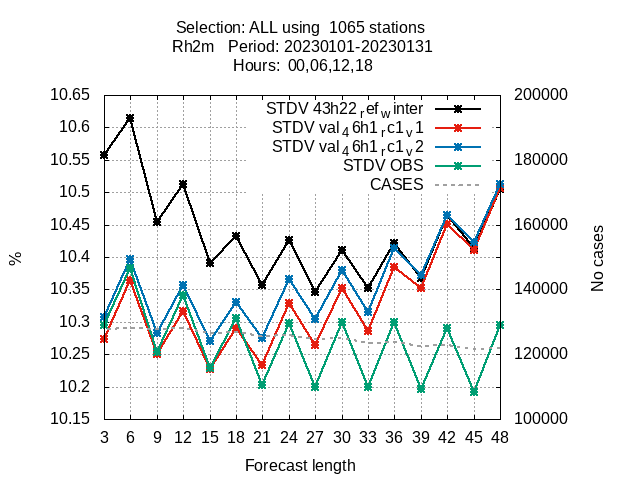 Selection: ALL using  1065 stations
Rh2m   Period: 20230101-20230131
Hours:  00,06,12,18
STDV 43h22refwinter
STDV val46h1rc1v1
STDV val46h1rc1v2
STDV OBS
CASES
10.65
10.6
10.55
10.5
10.45
10.4
10.35
10.3
10.25
10.2
10.15
%
200000
180000
160000
140000
120000
100000
No cases
3 6 9 12 15 18 21 24 27 30 33 36 39 42 45 48
Forecast length